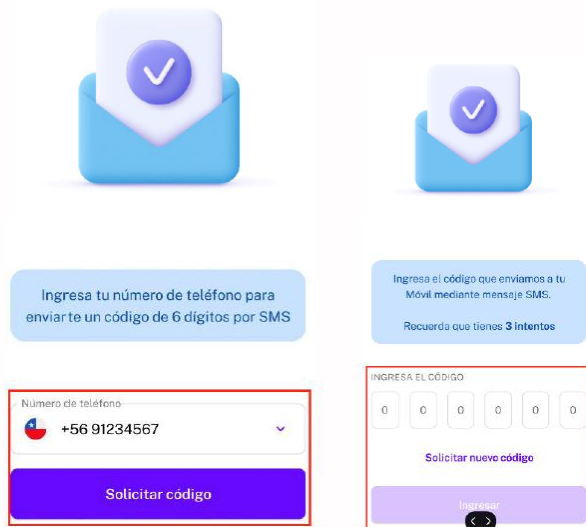 Ingresa tu número de teléfono para
enviarte un código de 6 dígitos por SMS
Número de teléfono
+56 91234567
Solicitar código
Ingresa el código que enviamos a tu
Móvil mediante mensaje SMS.
Recuerda que tienes 3 intentos
INGRESA EL CÓDIGO
0 0 0 0 0 0
Solicitar nuevo código
Ingresar